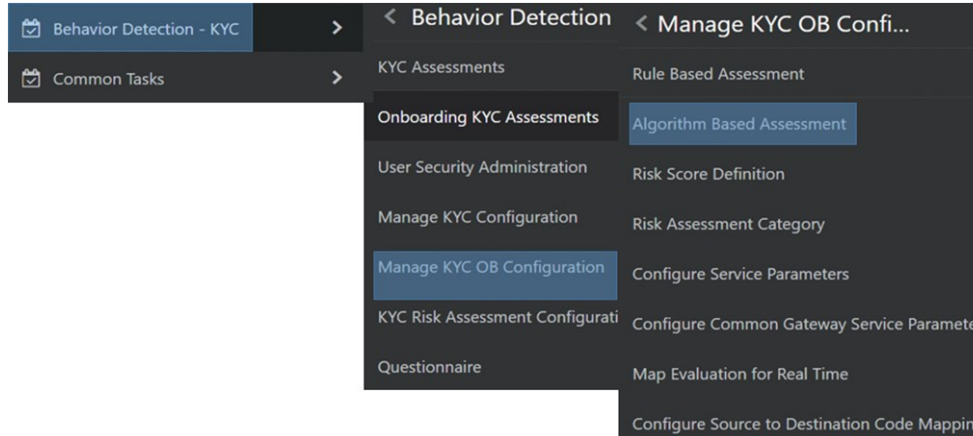 Behavior Detection - KYC
Common Tasks
Behavior Detection
KYC Assessments
Onboarding KYC Assessments
User Security Administration
Manage KYC Configuration
Manage KYC OB Configuration
KYC Risk Assessment Configurati
Questionnaire
Manage KYC OB Confi...
Rule Based Assessment
Algorithm Based Assessment
Risk Score Definition
Risk Assessment Category
Configure Service Parameters
Configure Common Gateway Service Paramete
Map Evaluation for Real Time
Configure Source to Destination Code Mappin